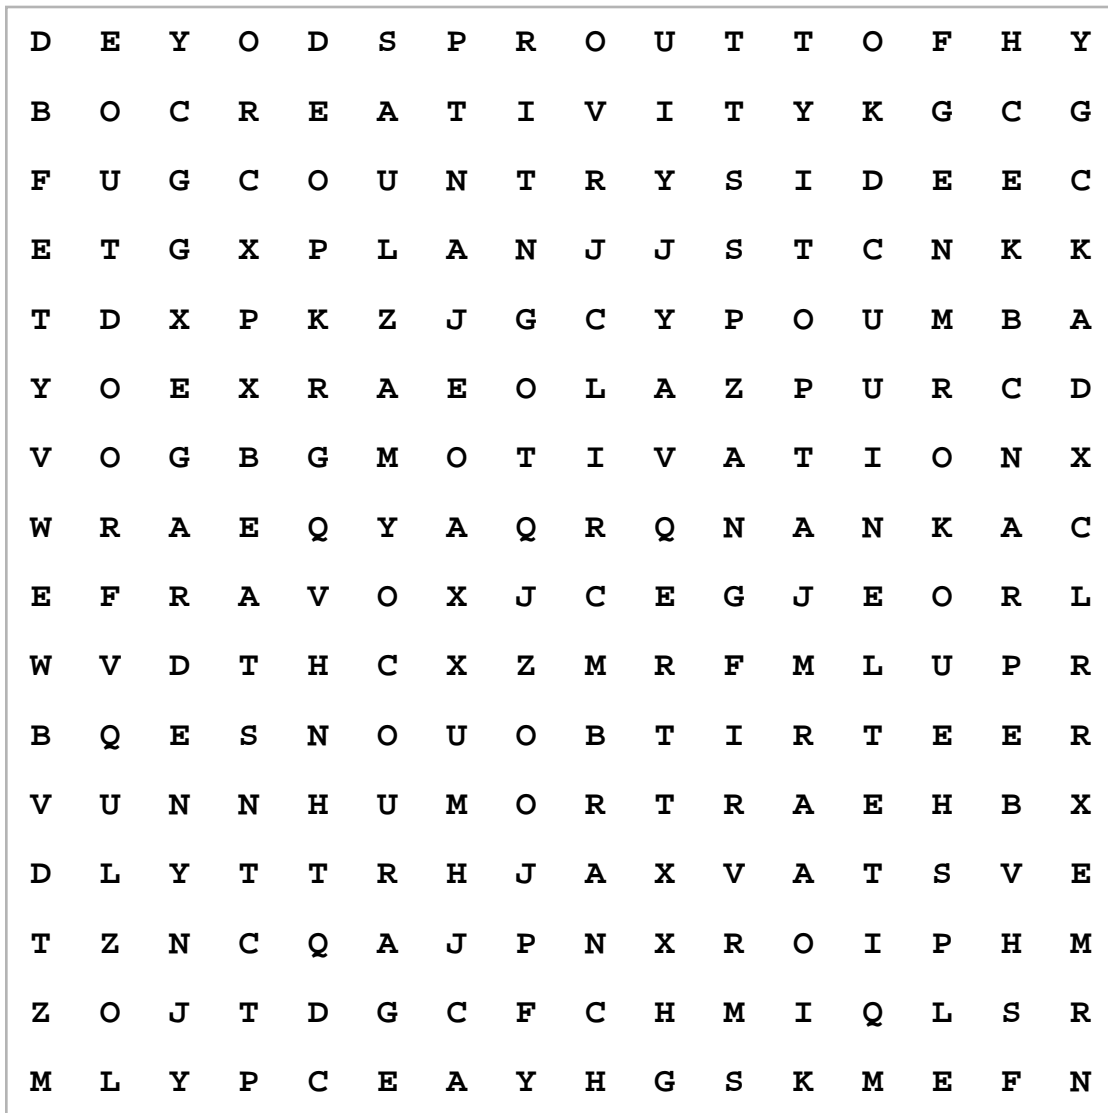 D E Y O D S P R O U T T O F H Y
B O C R E A T I V I T Y K G C G
F U G C O U N T R Y S I D E E C
E T G X P L A N J J S T C N K K
T D X P K Z J G C Y P O U M B A
Y O E X R A E O L A Z P U R C D
V O G B G M O T I V A T I O N X
W R A E Q Y A Q R Q N A N K A C
E F R A V O X J C E G J E O R L
W V D T H C X Z M R F M L U P R
B Q E S N O U O B T I R T E E R
V U N N H U M O R T R A E H B X
D L Y T T R H J A X V A T S V E
T Z N C Q A J P N X R O I P H M
Z O J T D G C F C H M I Q L S R
M L Y P C E A Y H G S K M E F N